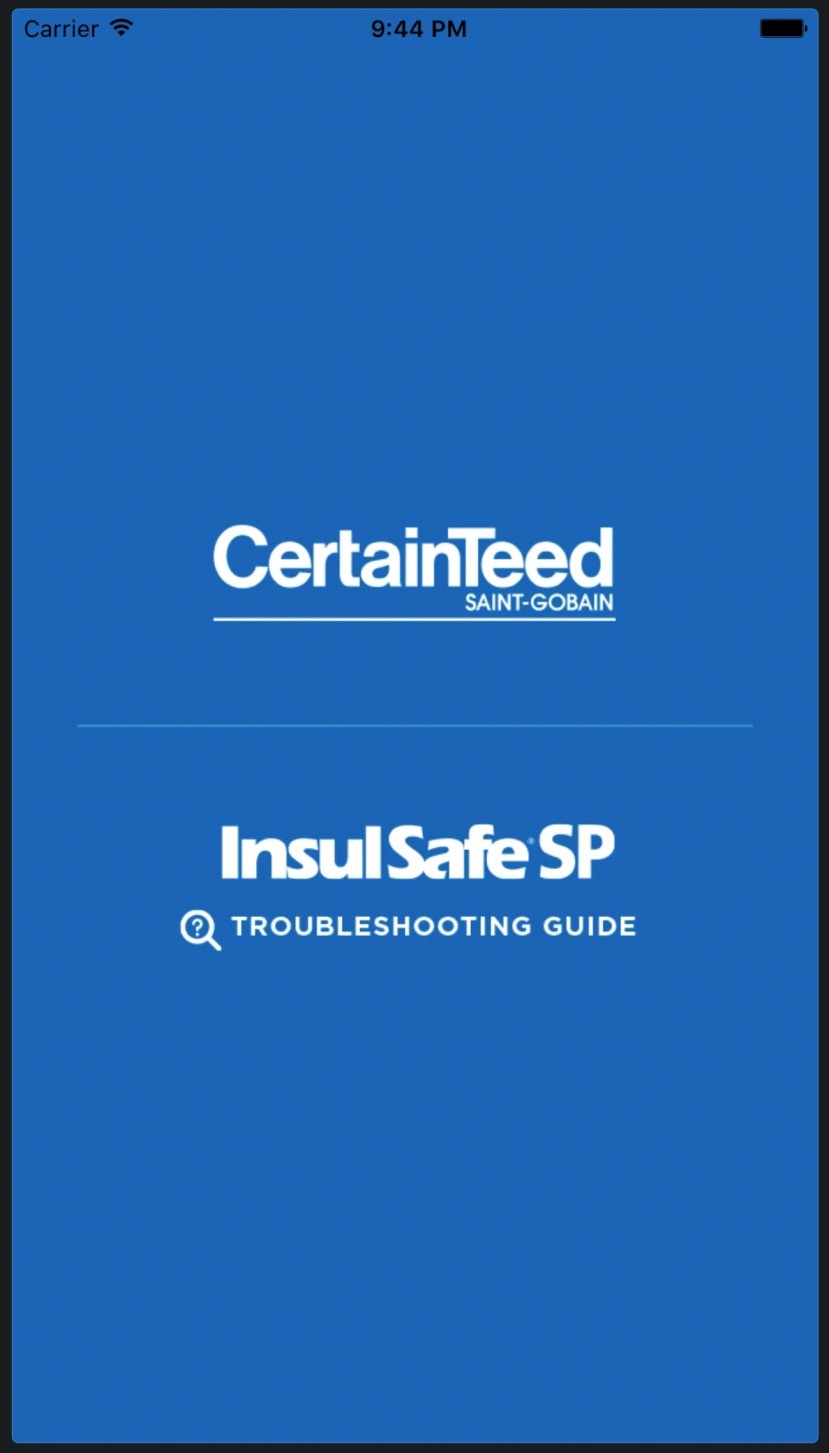 Carrier 9:44 PM
CertainTeed
SAINT-GOBAIN
InsulSafe® SP
TROUBLESHOOTING GUIDE